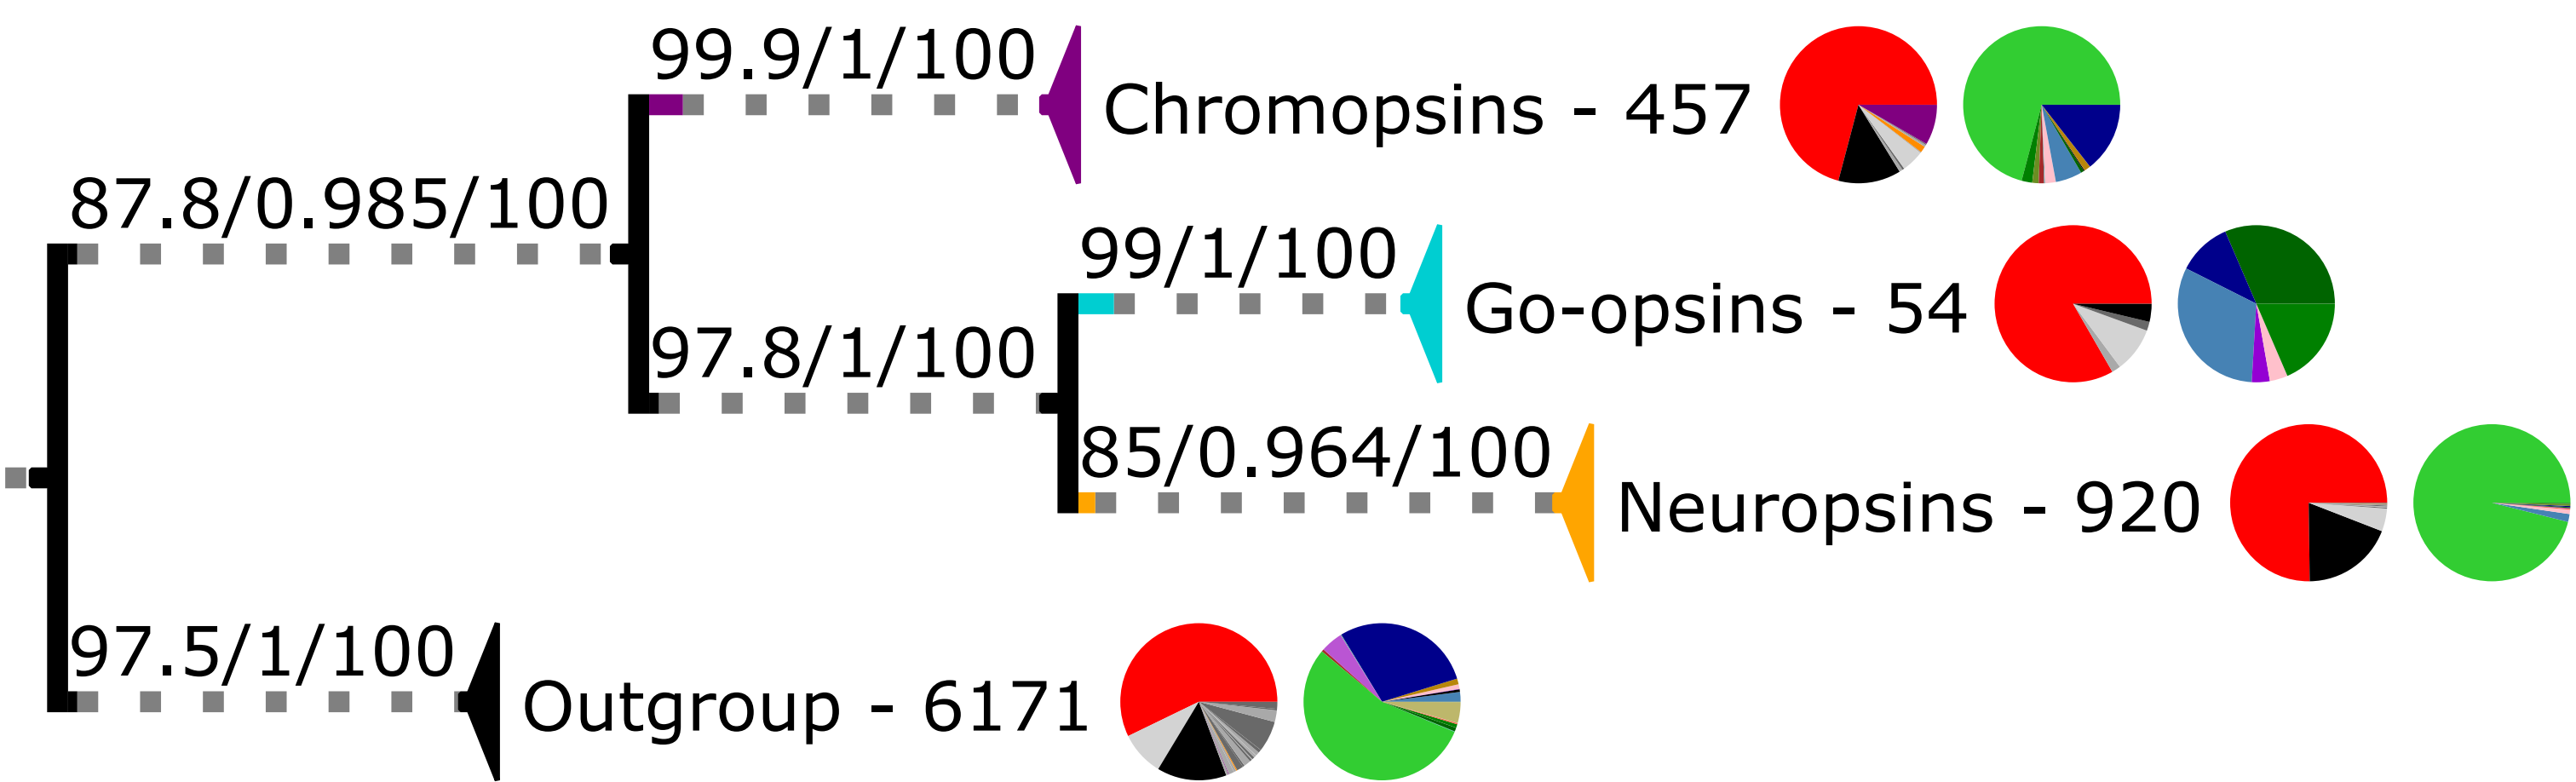 99.9/1/100
Chromopsins - 457
87.8/0.985/100
99/1/100
Go-opsins - 54
97.8/1/100
85/0.964/100
Neuropsins - 920
97.5/1/100
Outgroup - 6171